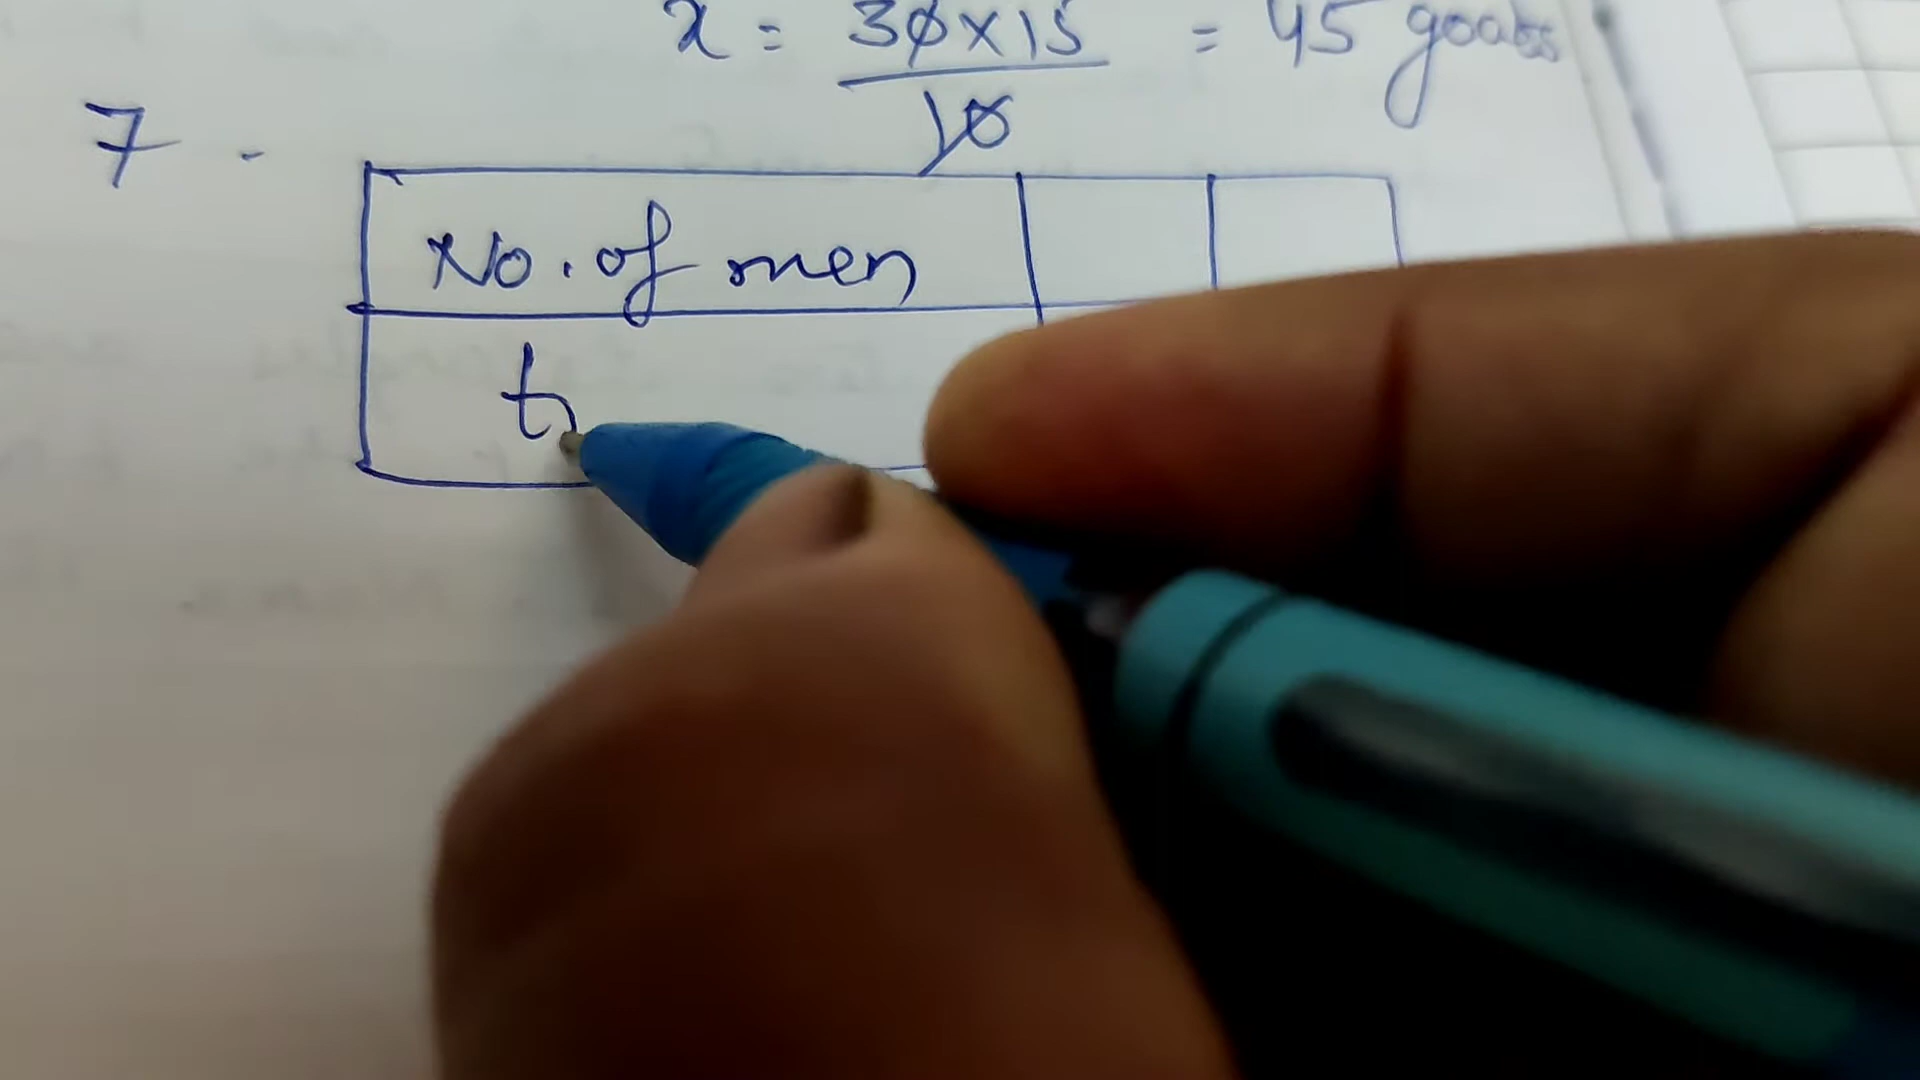 x = 30×15 = 45 goats
10
7 -
No. of men